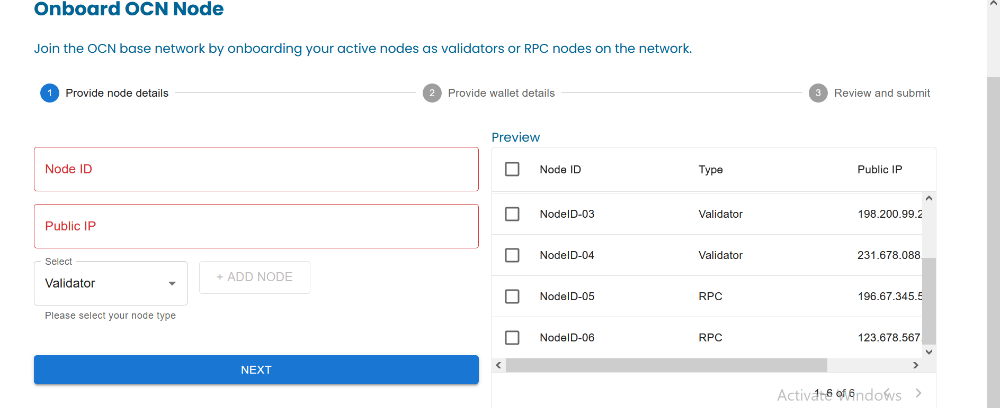 Onboard OCN Node
Join the OCN base network by onboarding your active nodes as validators or RPC nodes on the network.
1 Provide node details
2 Provide wallet details
3 Review and submit
Node ID
Public IP
Select
Validator
+ ADD NODE
Please select your node type
NEXT
Preview
Node ID Type Public IP
NodeID-03 Validator 198.200.99.2
NodeID-04 Validator 231.678.088.
NodeID-05 RPC 196.67.345.5
NodeID-06 RPC 123.678.567.
1–6 of 6
Activate Windows